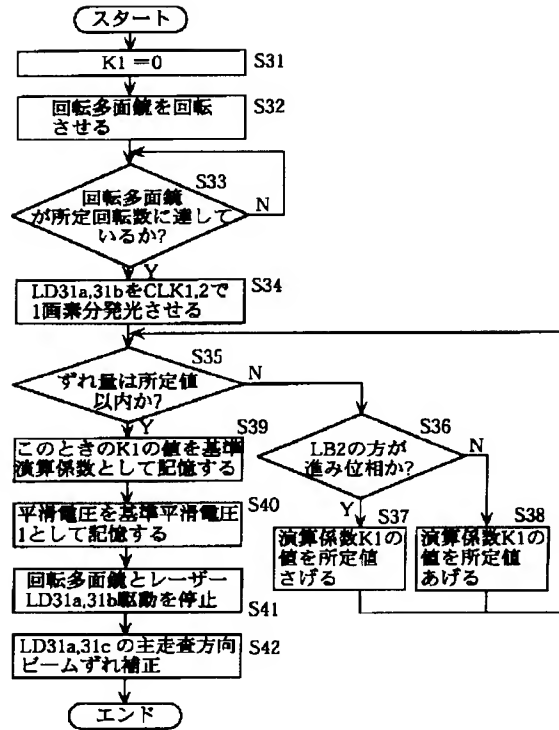 スタート
K1=0
S31
回転多面鏡を回転
させる
S32
S33
回転多面鏡
が所定回転数に達して
いるか?
N
Y
LD31a,31bをCLK1,2で
1画素分発光させる
S34
S35
ずれ量は所定値
以内か?
N
Y
S36
LB2の方が
進み位相か?
N
Y
S39
このときのK1の値を基準
演算係数として記憶する
S37
演算係数K1の
値を所定値
さげる
S38
演算係数K1の
値を所定値
あげる
S40
平滑電圧を基準平滑電圧
1として記憶する
回転多面鏡とレーザー
LD31a,31b駆動を停止
S41
LD31a,31cの主走査方向
ビームずれ補正
S42
エンド